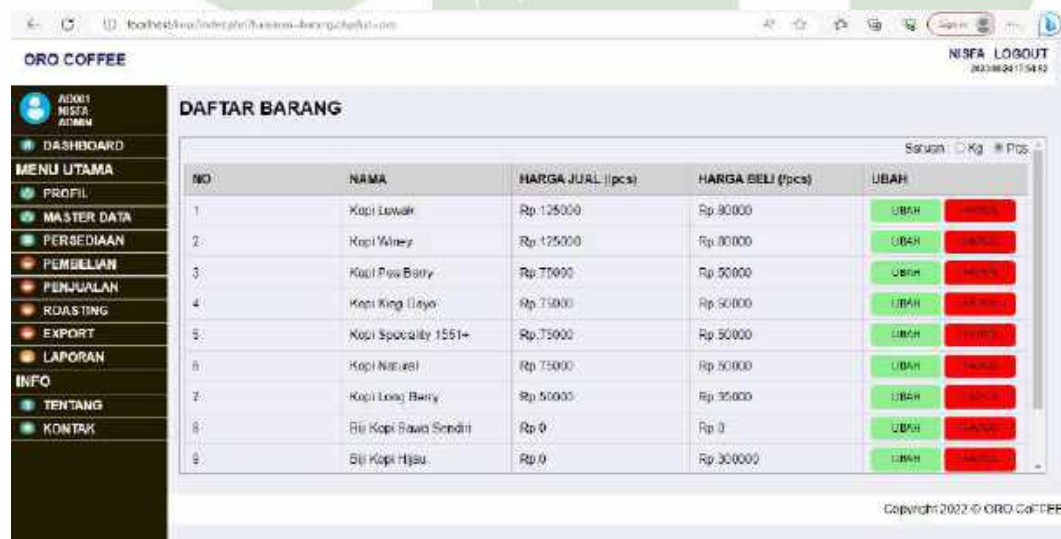 ORO COFFEE
NISFA LOGOUT
AD001
NISFA
ADMIN
DASHBOARD
MENU UTAMA
PROFIL
MASTER DATA
PERSEDIAAN
PEMBELIAN
PENJUALAN
ROASTING
EXPORT
LAPORAN
INFO
TENTANG
KONTAK
DAFTAR BARANG
Satuan Kg Pcs
NO NAMA HARGA JUAL (/pcs) HARGA BELI (/pcs) UBAH
1 Kopi Luwak Rp.125000 Rp.80000 UBAH
2 Kopi Winey Rp.125000 Rp.80000 UBAH
3 Kopi Pea Berry Rp.75000 Rp.50000 UBAH
4 Kopi King Rp.75000 Rp.50000 UBAH
5 Kopi Speciality 1551+ Rp.75000 Rp.50000 UBAH
6 Kopi Natural Rp.75000 Rp.50000 UBAH
7 Kopi Long Berry Rp.50000 Rp.35000 UBAH
8 Biji Kopi Bawa Sendiri Rp.0 Rp.0 UBAH
9 Biji Kopi Hijau Rp.0 Rp.300000 UBAH
Copyright 2022 © ORO CoFFEE